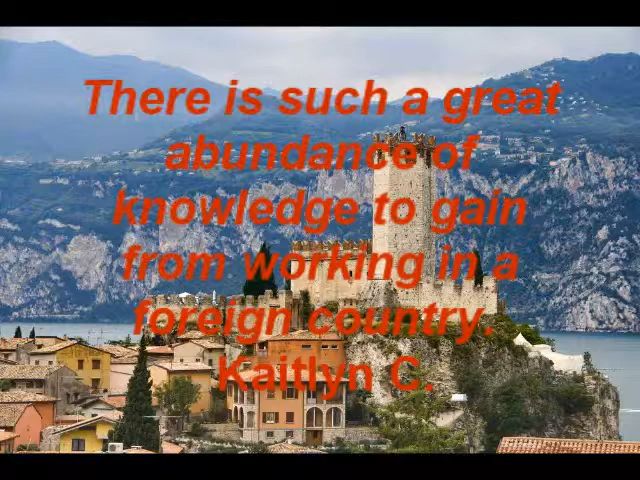 There is such a great
abundance of
knowledge to gain
from working in a
foreign country.
Kaitlyn C.